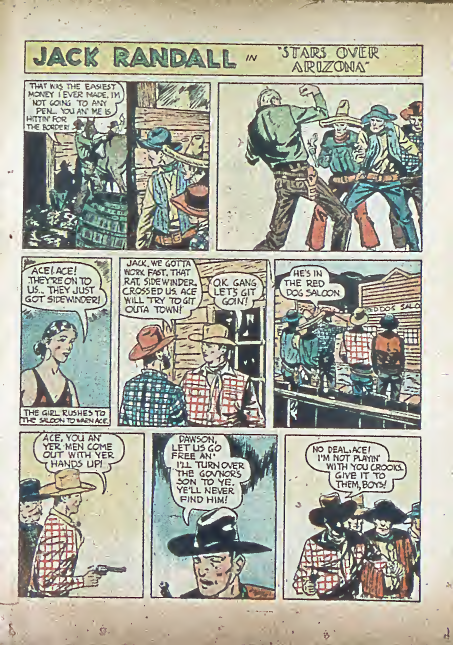 JACK RANDALL IN "STARS OVER
ARIZONA"
THAT WAS THE EASIEST
MONEY I EVER MADE. I'M
NOT GOING TO ANY
PEN... YOU AN' ME IS
HITTIN' FOR
THE BORDER!
ACE! ACE!
THEY'RE ON TO
US.. THEY JUST
GOT SIDEWINDER!
THE GIRL RUSHES TO
THE SALOON TO WARN ACE.
JACK, WE GOTTA
WORK FAST. THAT
RAT, SIDEWINDER,
CROSSED US. ACE
WILL TRY TO GIT
OUTA TOWN!
O.K. GANG
LET'S GIT
GOIN'!
HE'S IN
THE RED
DOG SALOON.
D DOG SALO
ACE, YOU AN'
YER MEN COME
OUT WITH YER
HANDS UP!
DAWSON,
LET US GO
FREE AN'
I'LL TURN OVER
THE GOV'NOR'S
SON TO YE.
YE'LL NEVER
FIND HIM!
NO DEAL, ACE!
I'M NOT PLAYIN'
WITH YOU CROOKS.
GIVE IT TO
THEM, BOYS!